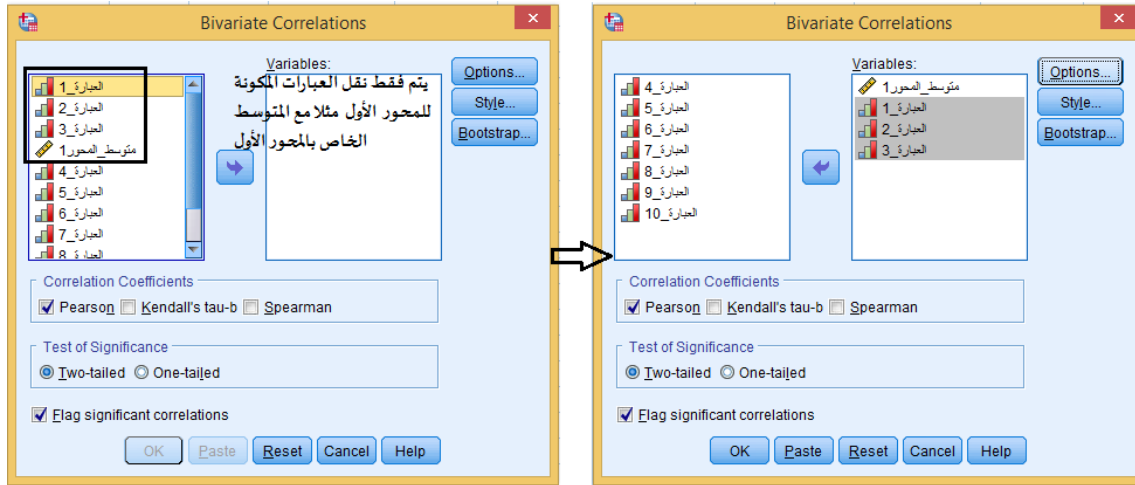 Bivariate Correlations
Variables:
العبارة_1
العبارة_2
العبارة_3
متوسط_المحور1
العبارة_4
العبارة_5
العبارة_6
العبارة_7
العبارة_8
يتم فقط نقل العبارات المكونة
للمحور الأول مثلا مع المتوسط
الخاص بالمحور الأول
Options...
Style...
Bootstrap...
Correlation Coefficients
Pearson Kendall's tau-b Spearman
Test of Significance
Two-tailed One-tailed
Flag significant correlations
OK Paste Reset Cancel Help
Bivariate Correlations
Variables:
العبارة_4
العبارة_5
العبارة_6
العبارة_7
العبارة_8
العبارة_9
العبارة_10
متوسط_المحور1
العبارة_1
العبارة_2
العبارة_3
Options...
Style...
Bootstrap...
Correlation Coefficients
Pearson Kendall's tau-b Spearman
Test of Significance
Two-tailed One-tailed
Flag significant correlations
OK Paste Reset Cancel Help